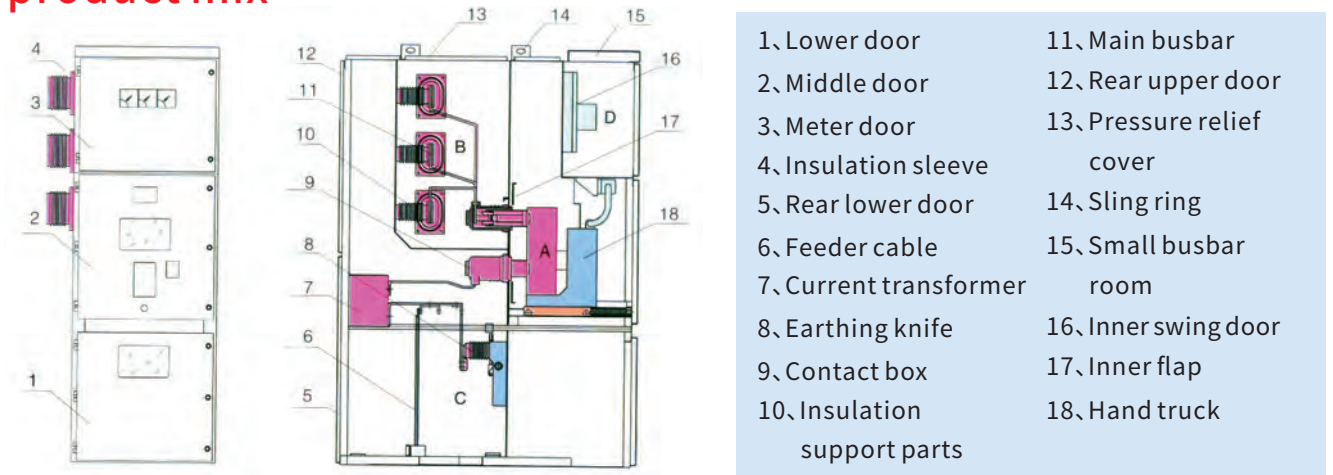 product mix
4
3
2
1
13
14
15
12
16
11
B
D
10
17
9
A
18
8
7
6
C
5
1、Lower door
2、Middle door
3、Meter door
4、Insulation sleeve
5、Rear lower door
6、Feeder cable
7、Current transformer
8、Earthing knife
9、Contact box
10、Insulation
support parts
11、Main busbar
12、Rear upper door
13、Pressure relief
cover
14、Sling ring
15、Small busbar
room
16、Inner swing door
17、Inner flap
18、Hand truck